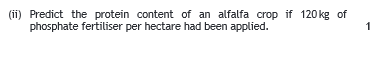 (ii) Predict the protein content of an alfalfa crop if 120 kg of
phosphate fertiliser per hectare had been applied. 1